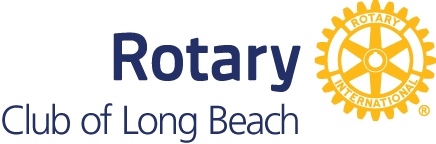 Rotary
Club of Long Beach
ROTARY
INTERNATIONAL
®